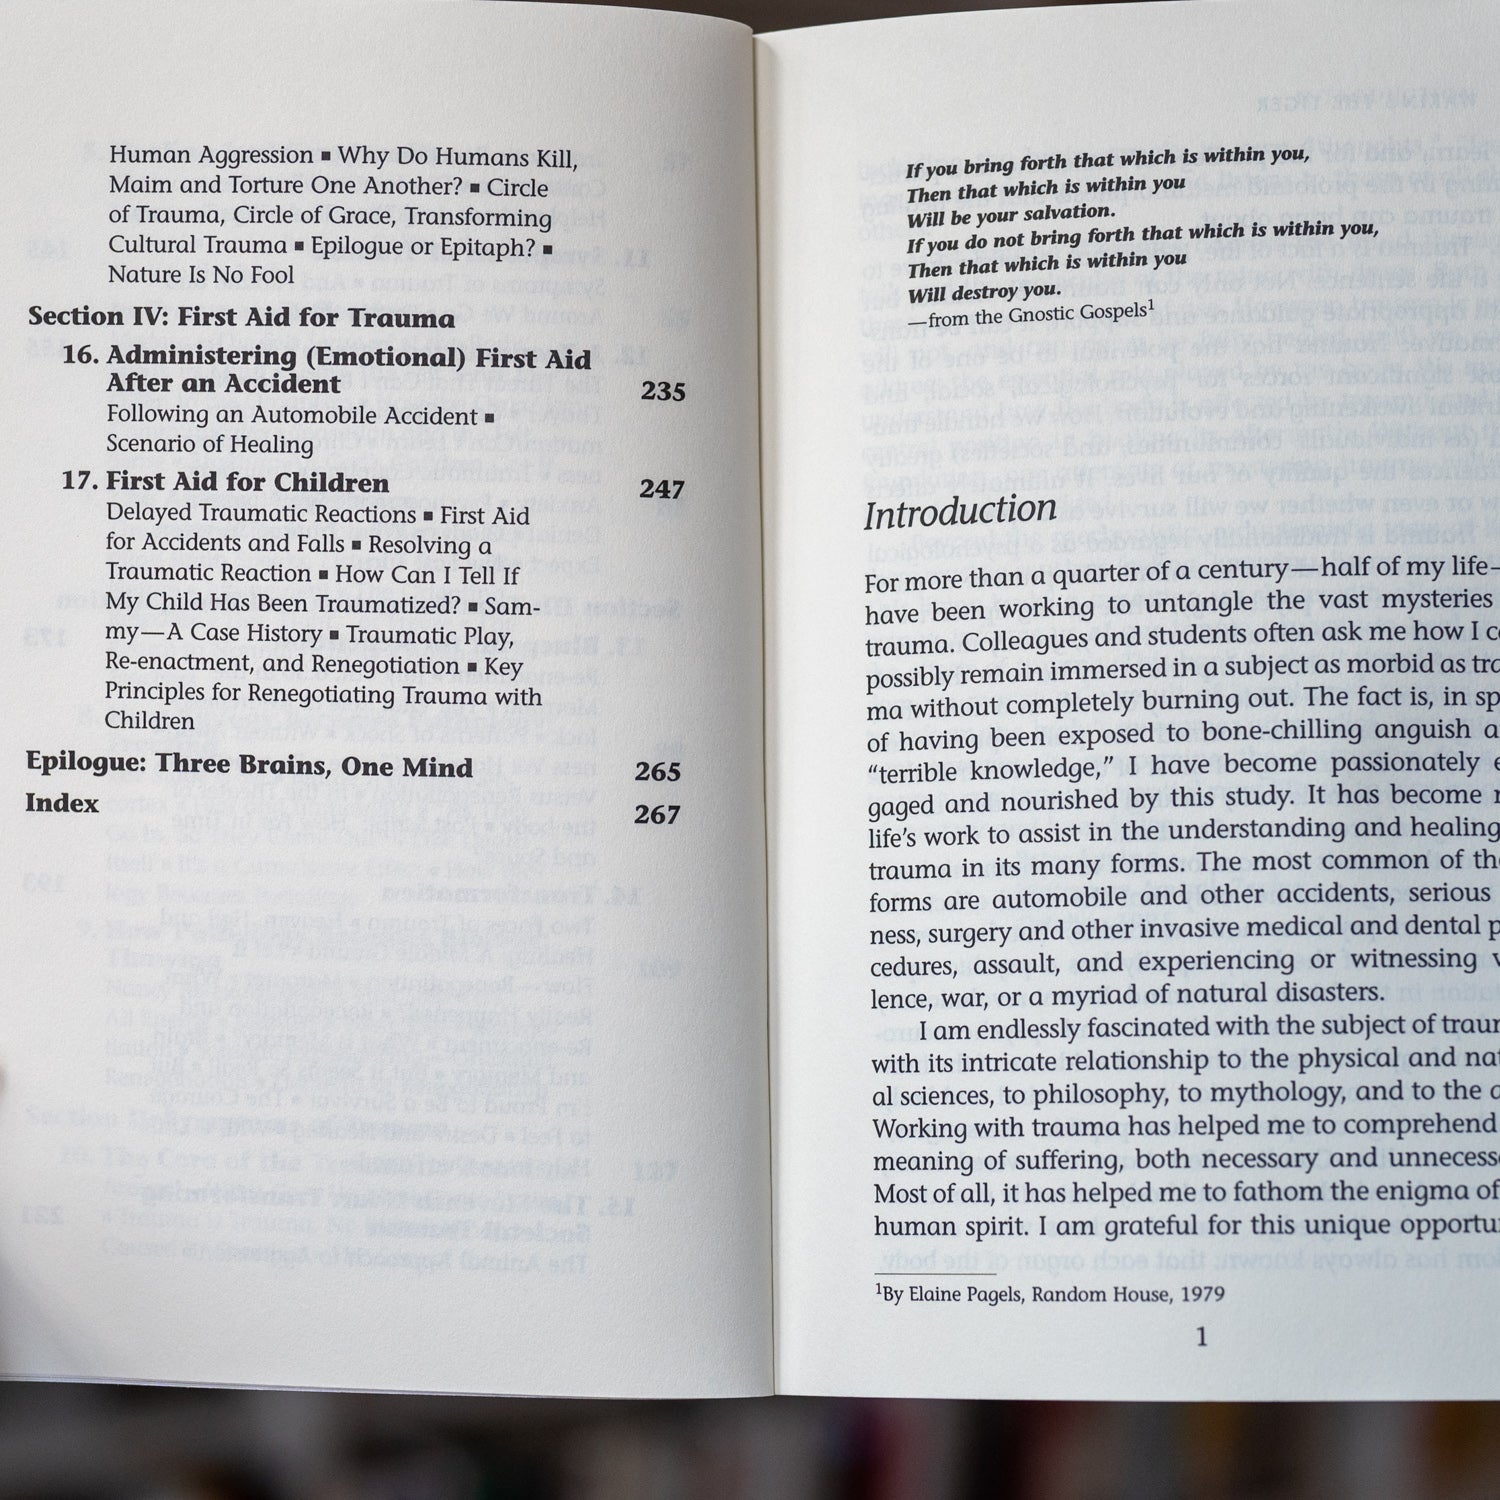 Human Aggression ▪ Why Do Humans Kill,
Maim and Torture One Another? ▪ Circle
of Trauma, Circle of Grace, Transforming
Cultural Trauma ▪ Epilogue or Epitaph? ▪
Nature Is No Fool
Section IV: First Aid for Trauma
16. Administering (Emotional) First Aid
After an Accident 235
Following an Automobile Accident ▪
Scenario of Healing
17. First Aid for Children 247
Delayed Traumatic Reactions ▪ First Aid
for Accidents and Falls ▪ Resolving a
Traumatic Reaction ▪ How Can I Tell If
My Child Has Been Traumatized? ▪ Sam-
my—A Case History ▪ Traumatic Play,
Re-enactment, and Renegotiation ▪ Key
Principles for Renegotiating Trauma with
Children
Epilogue: Three Brains, One Mind 265
Index 267
If you bring forth that which is within you,
Then that which is within you
Will be your salvation.
If you do not bring forth that which is within you,
Then that which is within you
Will destroy you.
—from the Gnostic Gospels¹
Introduction
For more than a quarter of a century—half of my life—
have been working to untangle the vast mysteries
trauma. Colleagues and students often ask me how I
possibly remain immersed in a subject as morbid as
ma without completely burning out. The fact is, in
of having been exposed to bone-chilling anguish
“terrible knowledge,” I have become passionately
gaged and nourished by this study. It has become
life’s work to assist in the understanding and healing
trauma in its many forms. The most common of
forms are automobile and other accidents, serious
ness, surgery and other invasive medical and dental
cedures, assault, and experiencing or witnessing
lence, war, or a myriad of natural disasters.
I am endlessly fascinated with the subject of
with its intricate relationship to the physical and
al sciences, to philosophy, to mythology, and to the
Working with trauma has helped me to comprehend
meaning of suffering, both necessary and
Most of all, it has helped me to fathom the enigma of
human spirit. I am grateful for this unique
¹By Elaine Pagels, Random House, 1979
1